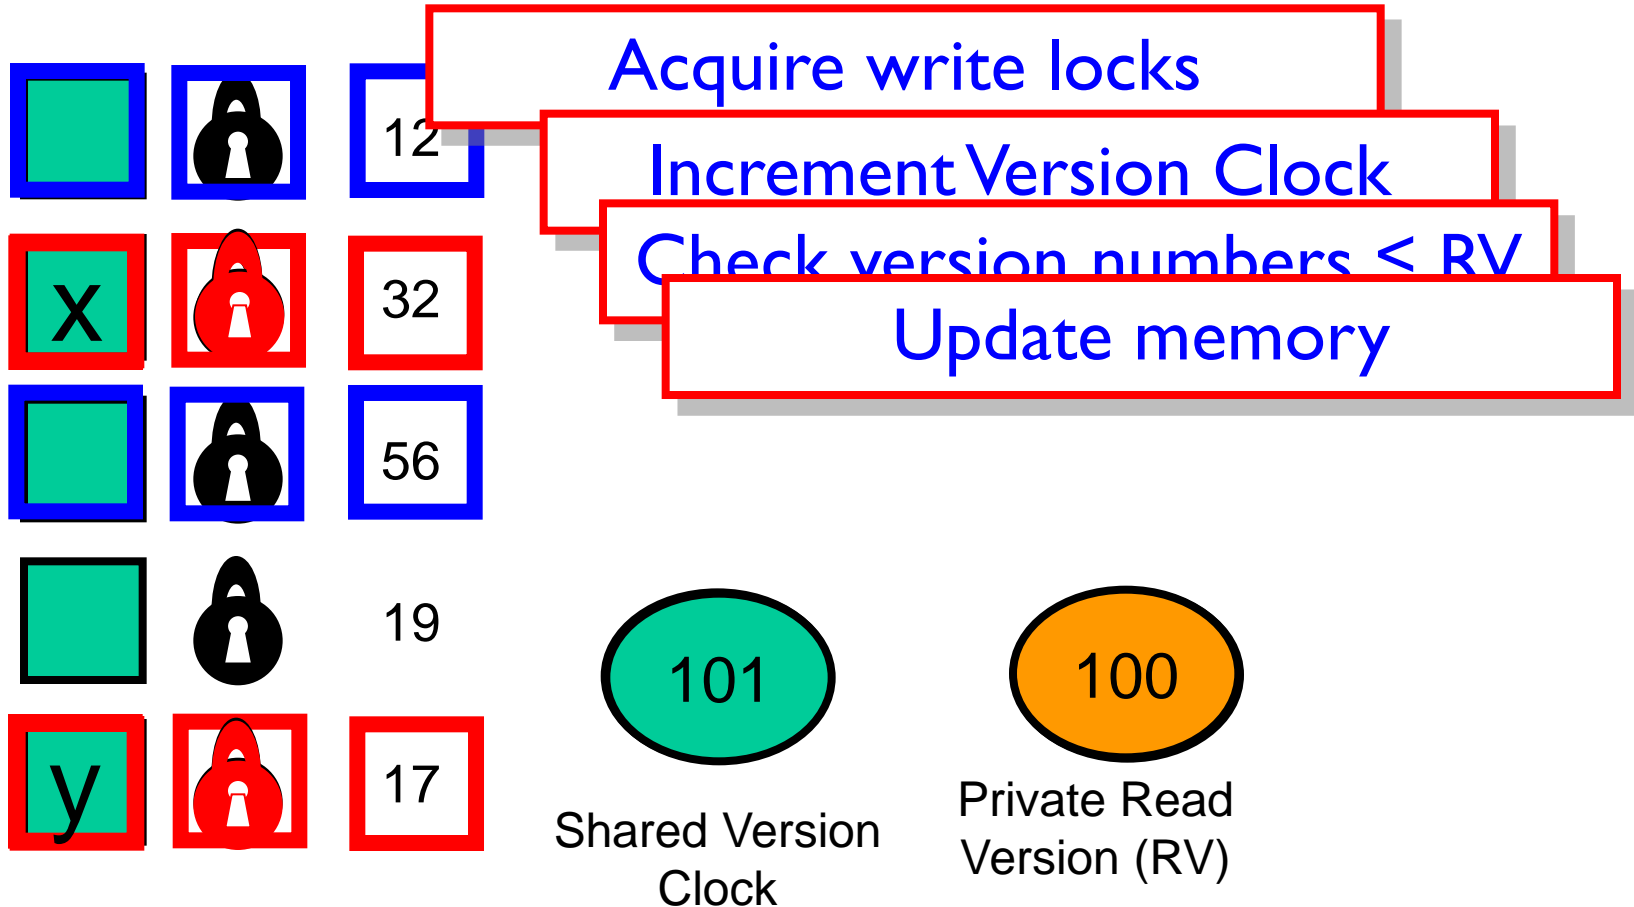 Acquire write locks
12
Increment Version Clock
Check version numbers < RV
x
32
Update memory
56
19
101
100
y
17
Private Read
Version (RV)
Shared Version
Clock